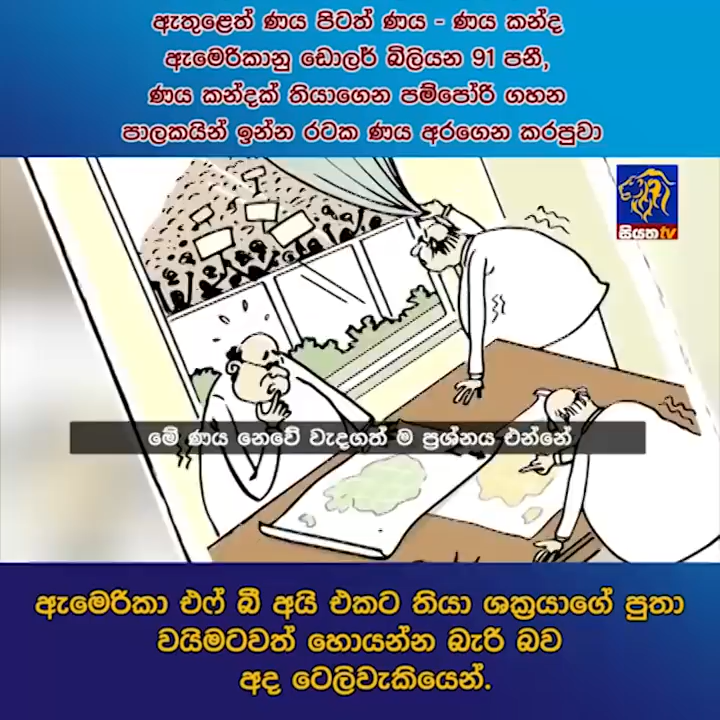 ඇතුළෙත් ණය පිටත් ණය - ණය කන්ද
ඇමෙරිකානු ඩොලර් බිලියන 91 පනී,
ණය කන්දක් තියාගෙන පම්පෝරි ගහන
පාලකයින් ඉන්න රටක ණය අරගෙන කරපුවා
සියත tv
මේ ණය නෙවේ වැදගත් ම ප්‍රශ්නය එන්නේ
ඇමෙරිකා එෆ් බී අයි එකට තියා ශක්‍රයාගේ පුතා
වයිමටවත් හොයන්න බැරි බව
අද ටෙලිවැකියෙන්.